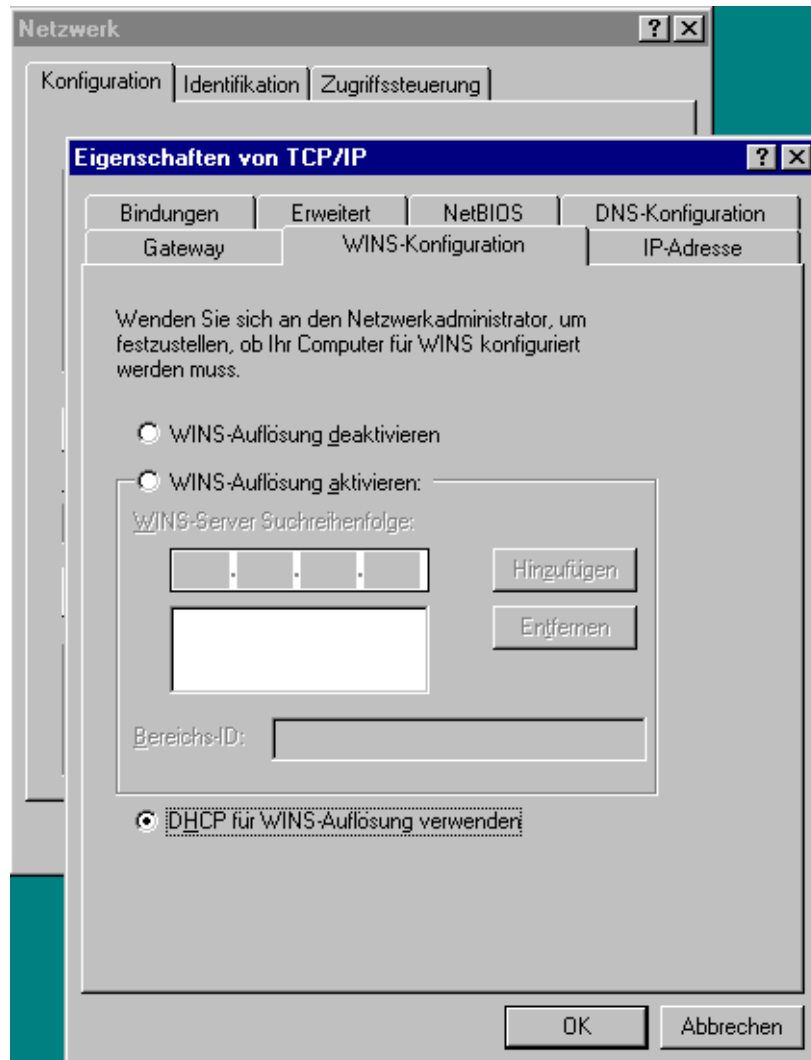 Netzwerk
Konfiguration Identifikation Zugriffssteuerung
Eigenschaften von TCP/IP
Bindungen Erweitert NetBIOS DNS-Konfiguration
Gateway WINS-Konfiguration IP-Adresse
Wenden Sie sich an den Netzwerkadministrator, um
festzustellen, ob Ihr Computer für WINS konfiguriert
werden muss.
WINS-Auflösung deaktivieren
WINS-Auflösung aktivieren:
WINS-Server Suchreihenfolge:
. . .
Hinzufügen
Entfernen
Bereichs-ID:
DHCP für WINS-Auflösung verwenden
OK Abbrechen